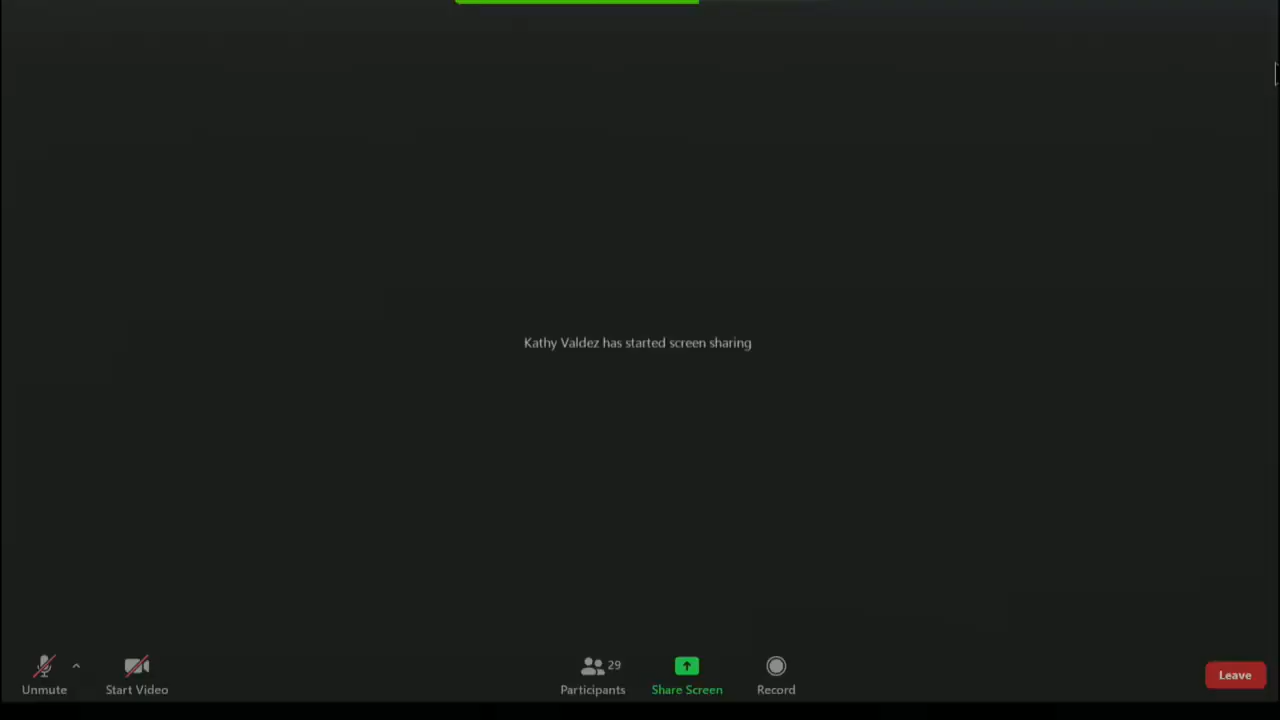 Kathy Valdez has started screen sharing
29
Unmute
Start Video
Participants
Share Screen
Record
Leave